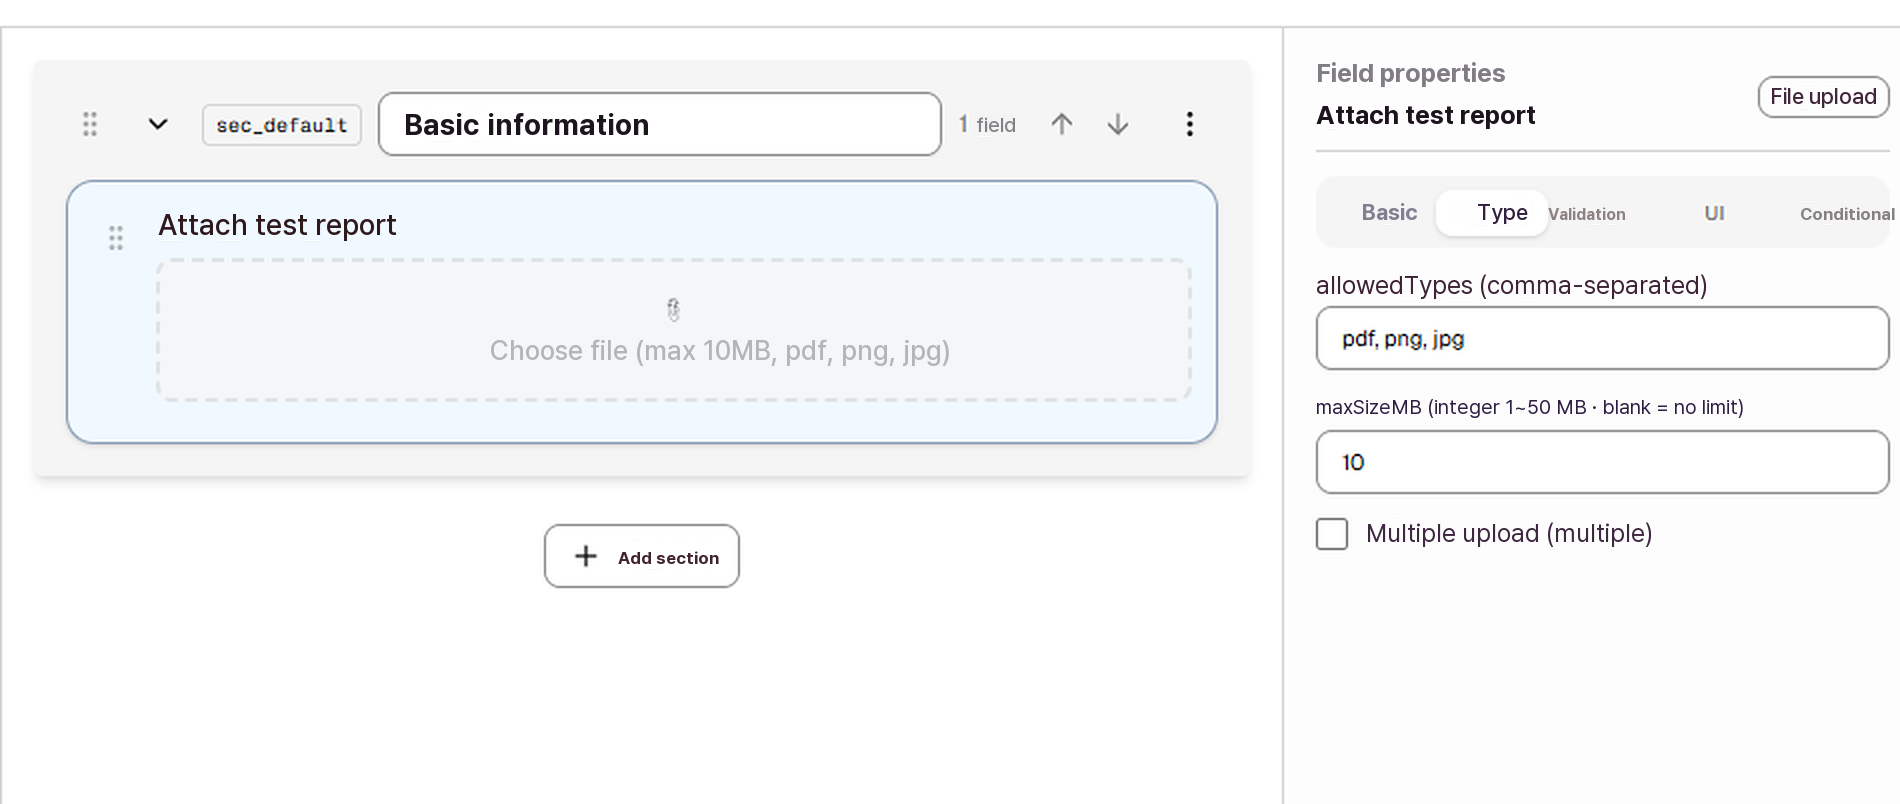 sec_default
Basic information
1 field
Attach test report
Choose file (max 10MB, pdf, png, jpg)
Add section
Field properties
Attach test report
File upload
Basic
Type
Validation
UI
Conditional
allowedTypes (comma-separated)
pdf, png, jpg
maxSizeMB (integer 1~50 MB · blank = no limit)
10
Multiple upload (multiple)